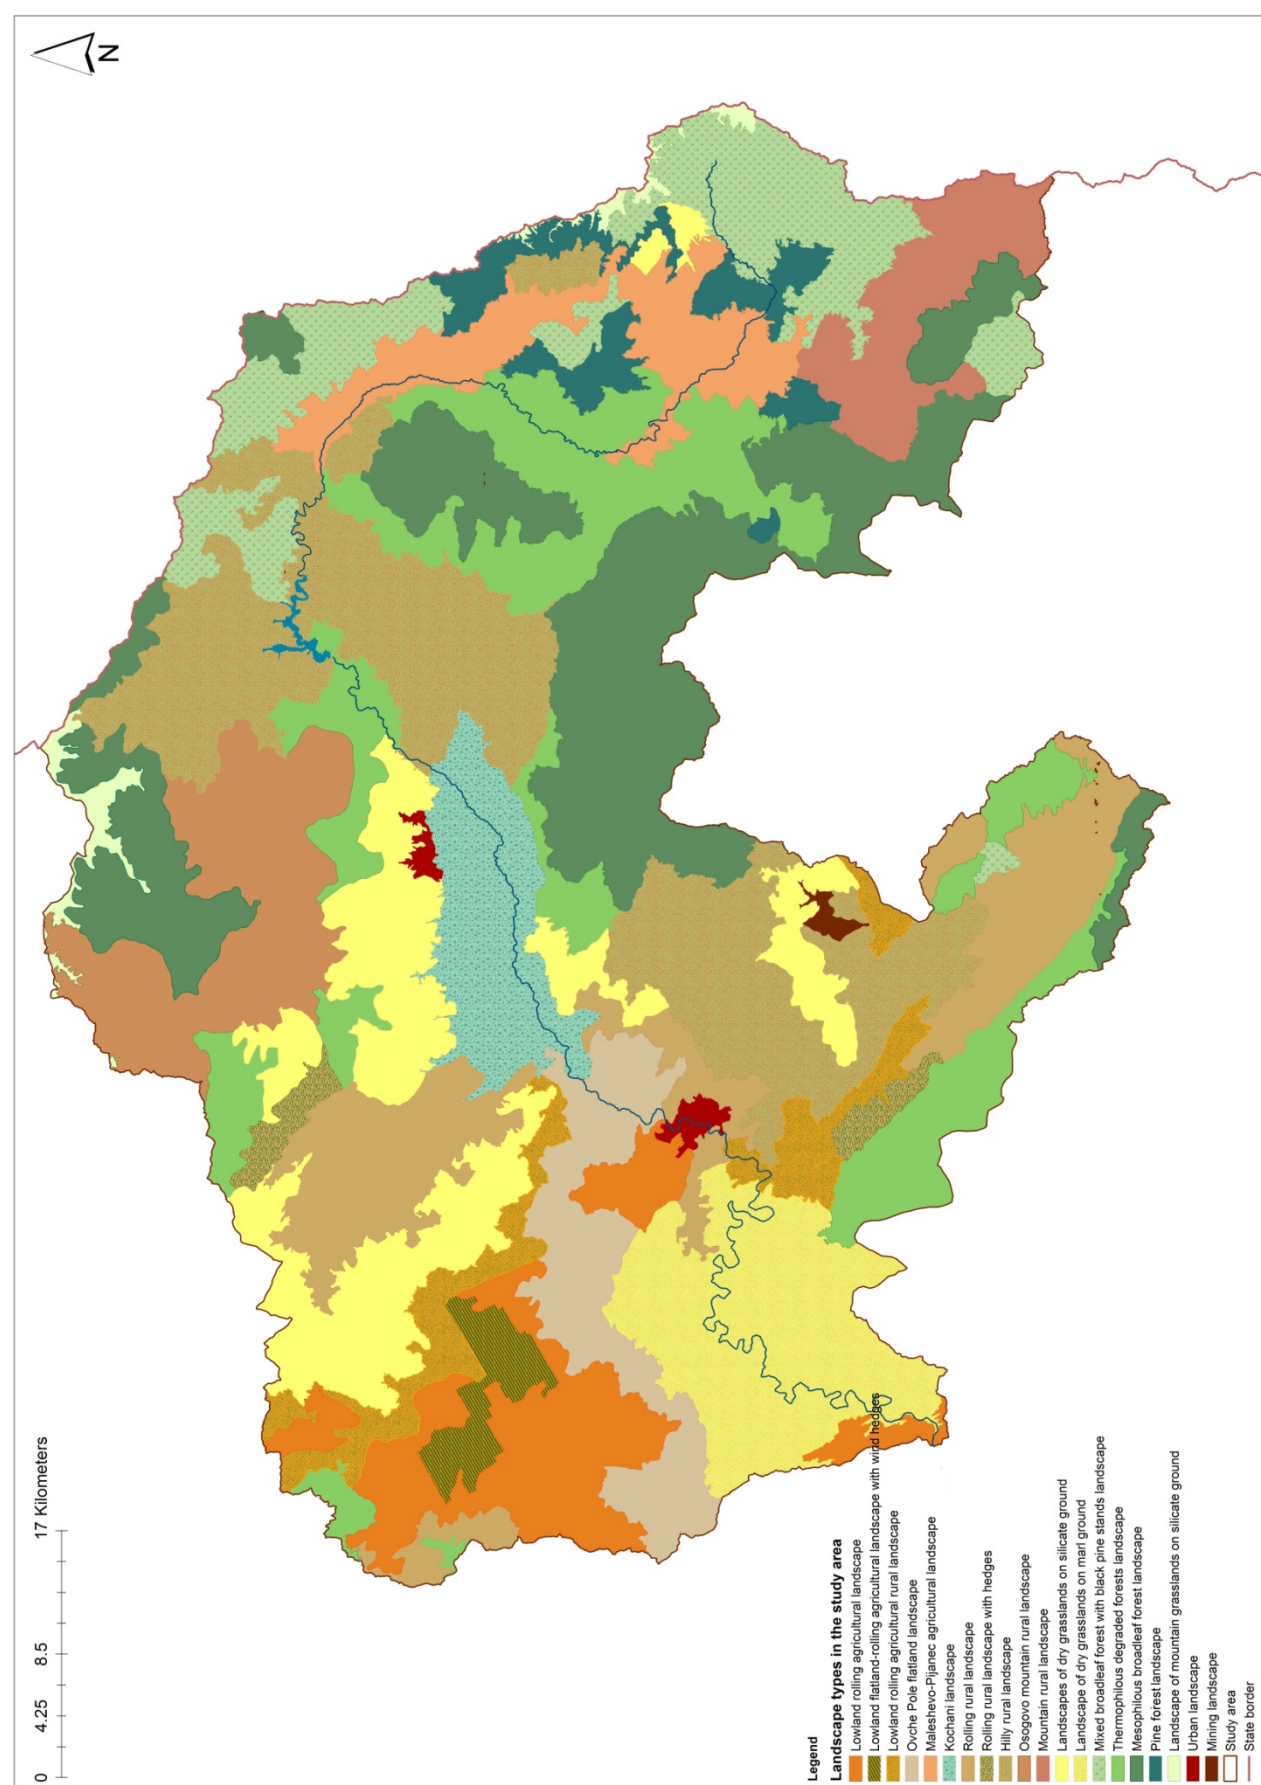 N
0 4.25 8.5 17 Kilometers
Legend
Landscape types in the study area
Lowland rolling agricultural landscape
Lowland flatland-rolling agricultural landscape with wind hedges
Lowland rolling agricultural rural landscape
Ovche Pole flatland landscape
Maleshevo-Pijanec agricultural landscape
Kochani landscape
Rolling rural landscape
Rolling rural landscape with hedges
Hilly rural landscape
Osogovo mountain rural landscape
Mountain rural landscape
Landscapes of dry grasslands on silicate ground
Landscape of dry grasslands on marl ground
Mixed broadleaf forest with black pine stands landscape
Thermophilous degraded forests landscape
Mesophilous broadleaf forest landscape
Pine forest landscape
Landscape of mountain grasslands on silicate ground
Urban landscape
Mining landscape
Study area
State border